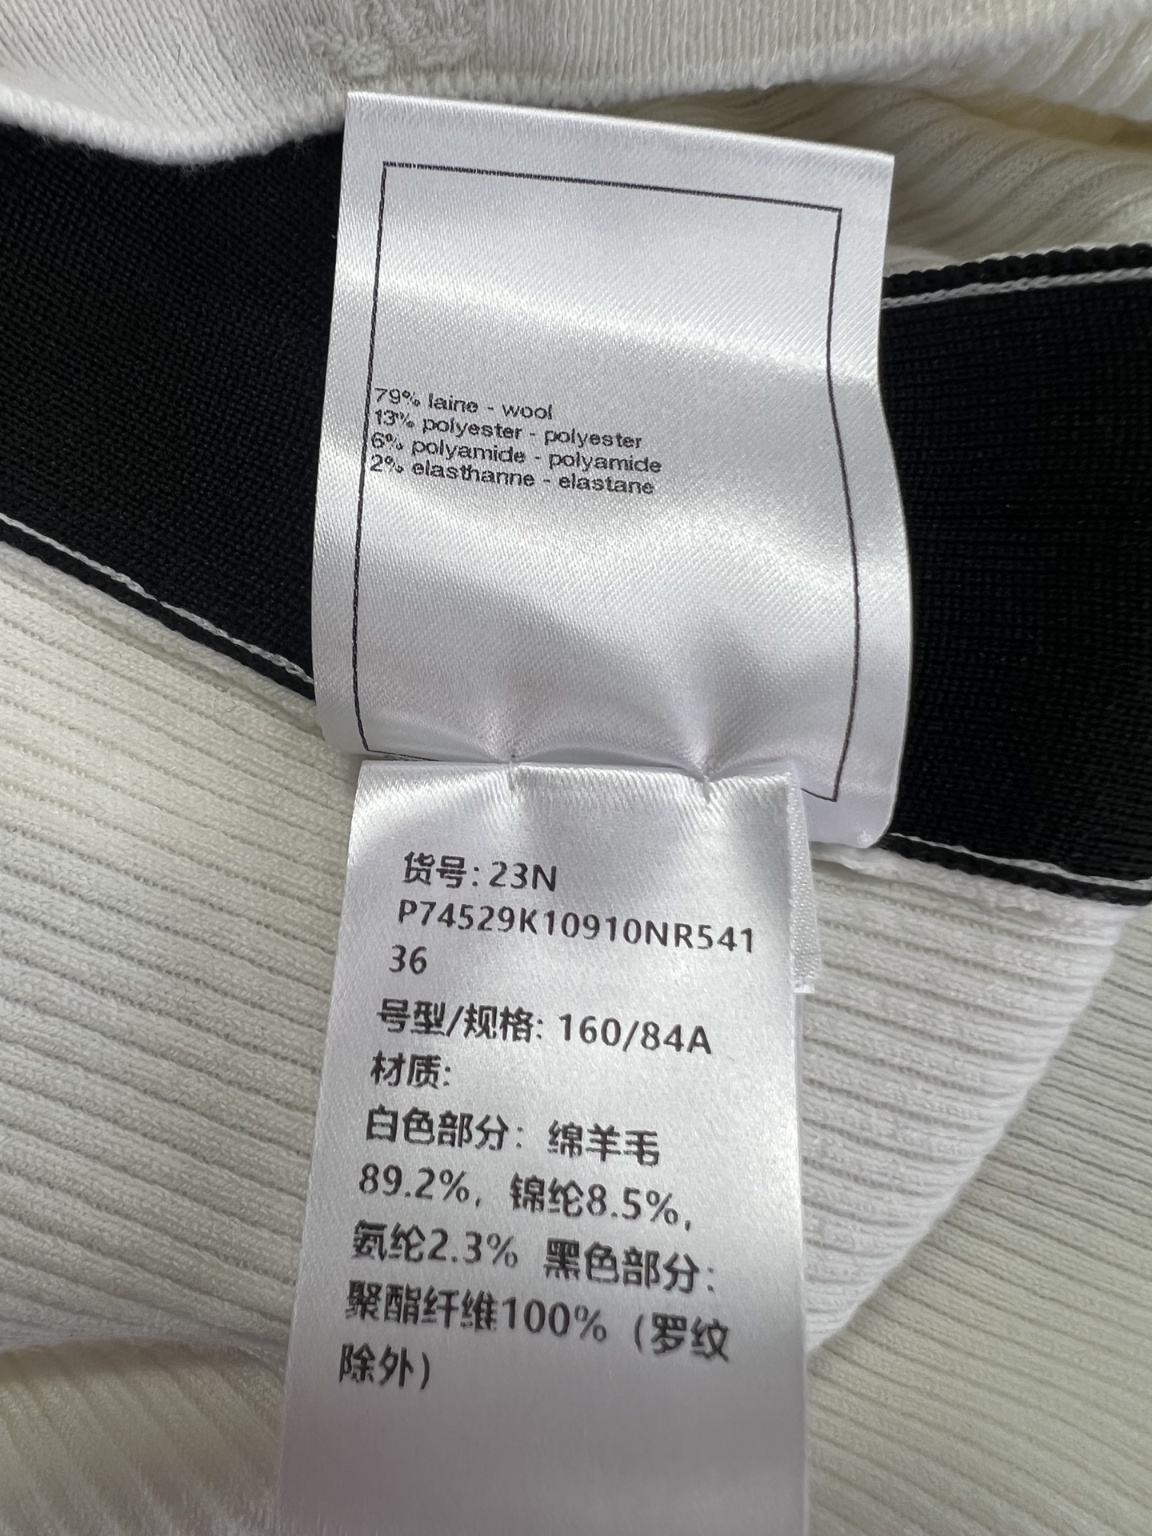 79% laine - wool
13% polyester - polyester
6% polyamide - polyamide
2% elasthanne - elastane
货号: 23N
P74529K10910NR541
36
号型/规格: 160/84A
材质:
白色部分：绵羊毛
89.2%，锦纶8.5%，
氨纶2.3% 黑色部分：
聚酯纤维100%（罗纹
除外）